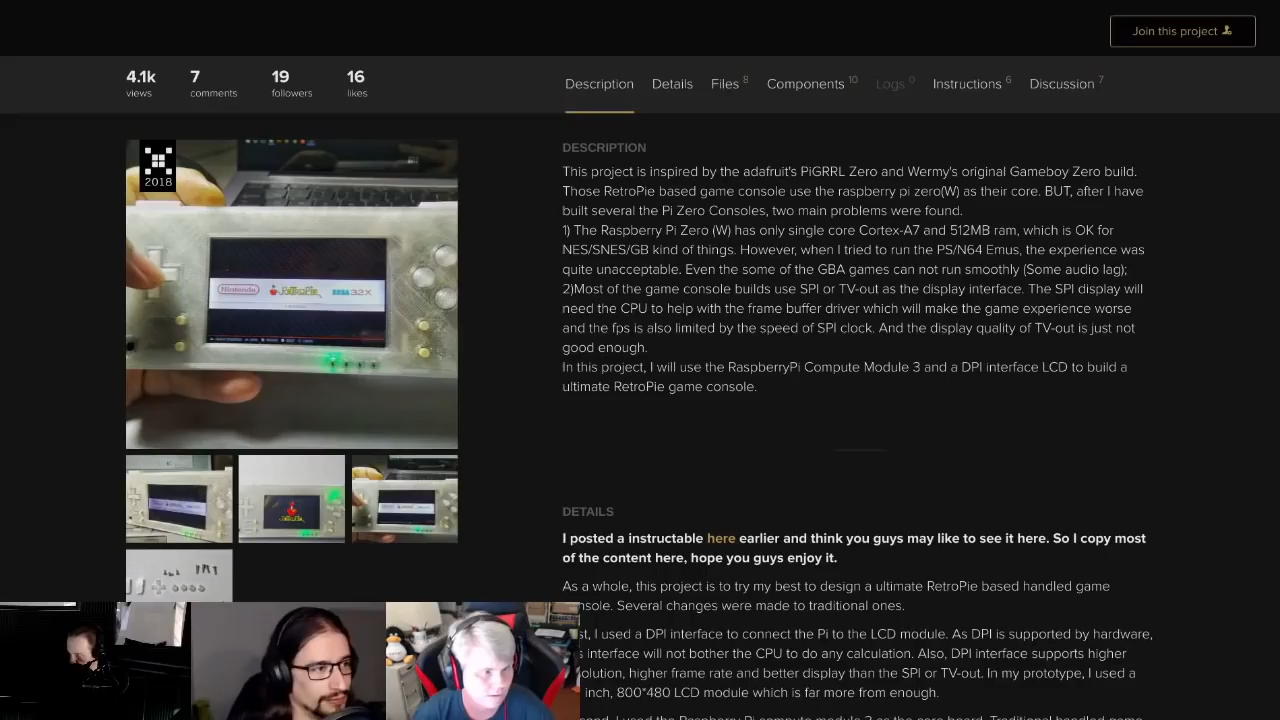 Join this project
4.1k
views
7
comments
19
followers
16
likes
Description
Details
Files 8
Components 10
Logs 0
Instructions 6
Discussion 7
2018
Nintendo
RetroPie
SEGA 32X
DESCRIPTION
This project is inspired by the adafruit's PiGRRL Zero and Wermy's original Gameboy Zero build.
Those RetroPie based game console use the raspberry pi zero(W) as their core. BUT, after I have
built several the Pi Zero Consoles, two main problems were found.
1) The Raspberry Pi Zero (W) has only single core Cortex-A7 and 512MB ram, which is OK for
NES/SNES/GB kind of things. However, when I tried to run the PS/N64 Emus, the experience was
quite unacceptable. Even the some of the GBA games can not run smoothly (Some audio lag);
2)Most of the game console builds use SPI or TV-out as the display interface. The SPI display will
need the CPU to help with the frame buffer driver which will make the game experience worse
and the fps is also limited by the speed of SPI clock. And the display quality of TV-out is just not
good enough.
In this project, I will use the RaspberryPi Compute Module 3 and a DPI interface LCD to build a
ultimate RetroPie game console.
DETAILS
I posted a instructable here earlier and think you guys may like to see it here. So I copy most
of the content here, hope you guys enjoy it.
As a whole, this project is to try my best to design a ultimate RetroPie based handled game
nsole. Several changes were made to traditional ones.
st, I used a DPI interface to connect the Pi to the LCD module. As DPI is supported by hardware,
s interface will not bother the CPU to do any calculation. Also, DPI interface supports higher
olution, higher frame rate and better display than the SPI or TV-out. In my prototype, I used a
inch, 800*480 LCD module which is far more from enough.